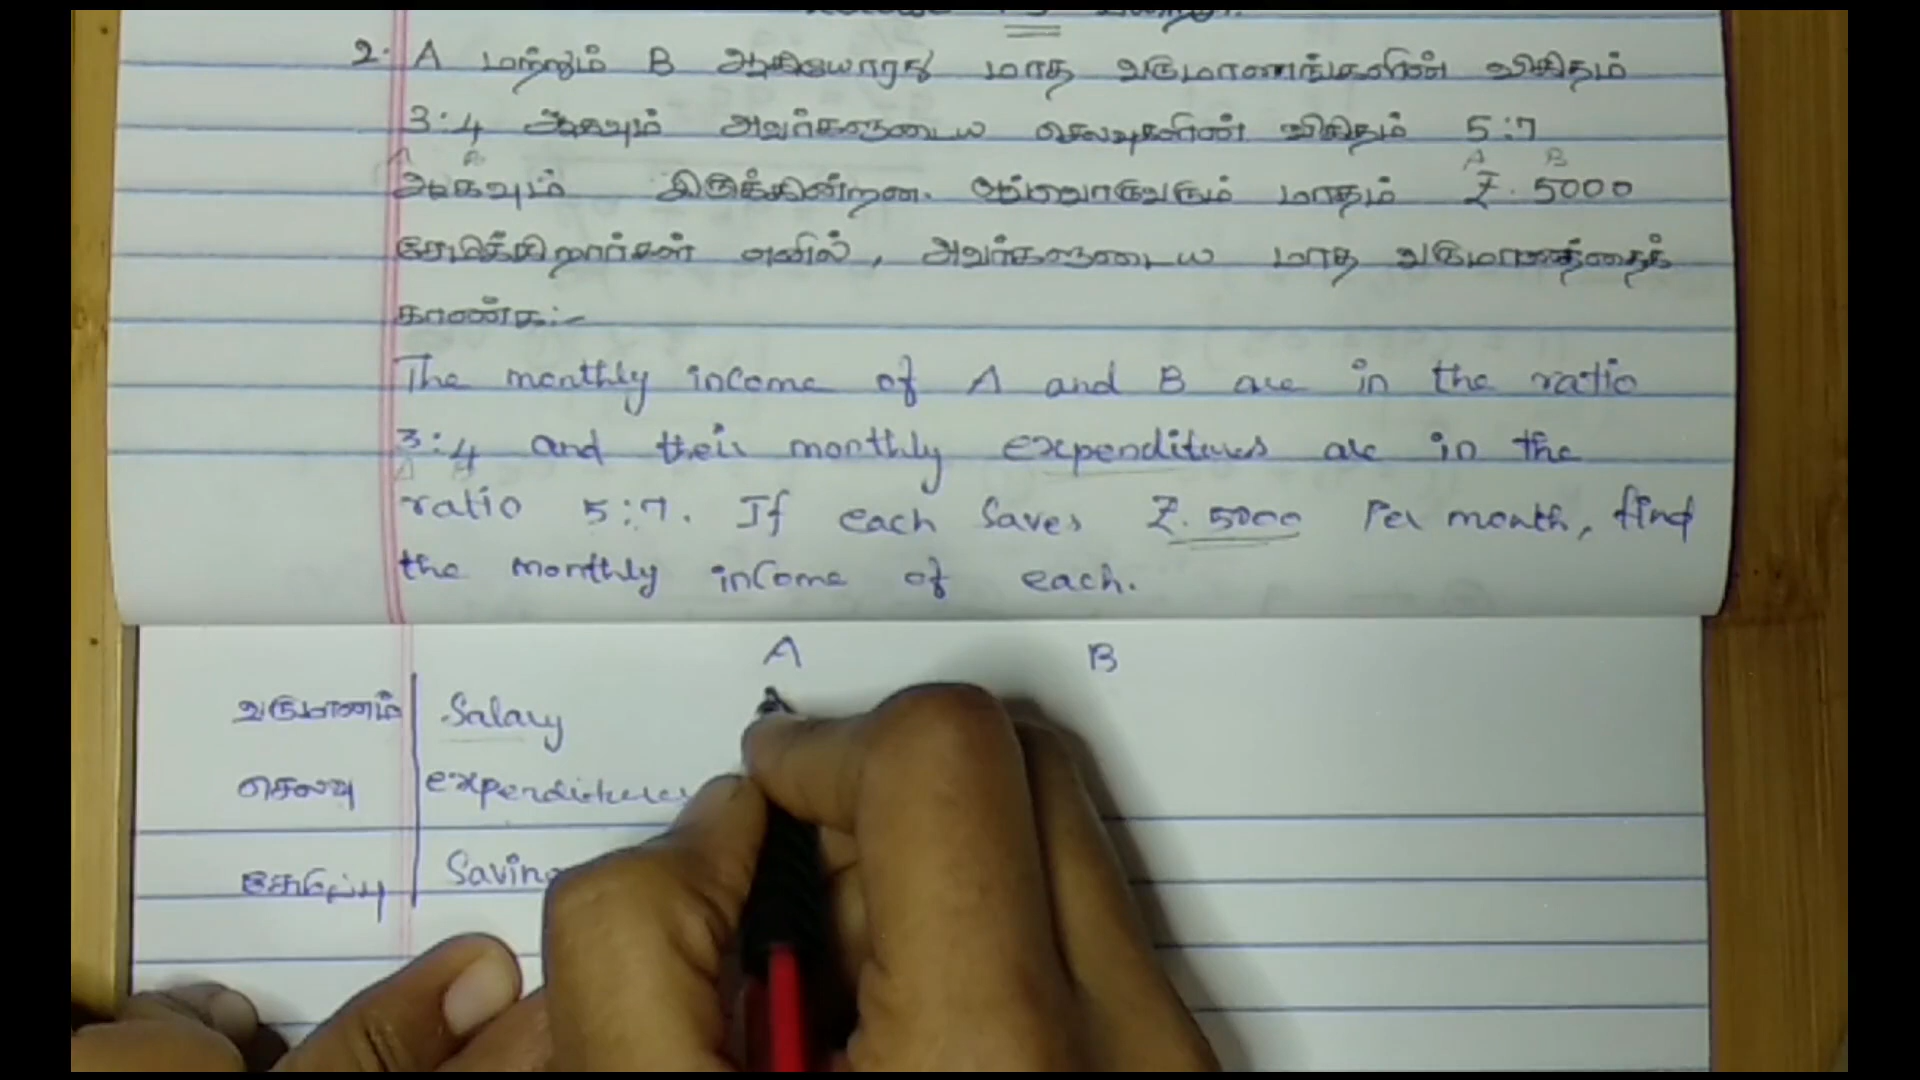 2. A மற்றும் B ஆகியோரது மாத வருமானங்களின் விகிதம்
3:4 ஆகவும் அவர்களுடைய செலவுகளின் விகிதம் 5:7
A B A B
ஆகவும் இருக்கின்றன. ஒவ்வொருவரும் மாதம் ₹. 5000
சேமிக்கிறார்கள் எனில், அவர்களுடைய மாத வருமானத்தைக்
காண்க:-
The monthly income of A and B are in the ratio
3:4 and their monthly expenditures are in the
A B
ratio 5:7. If each Saves ₹. 5000 Per month, find
the monthly income of each.
A B
வருமானம் Salary
செலவு expenditures
சேமிப்பு Saving